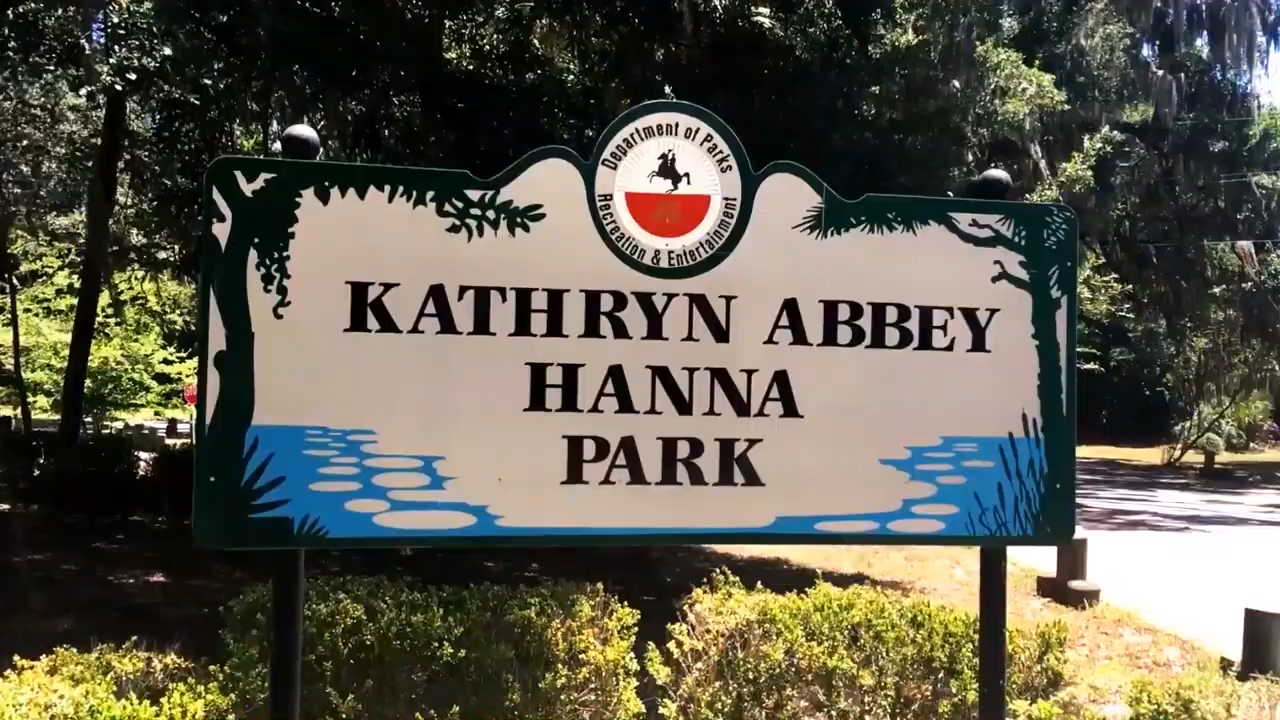 Department of Parks
Recreation & Entertainment
KATHRYN ABBEY
HANNA
PARK